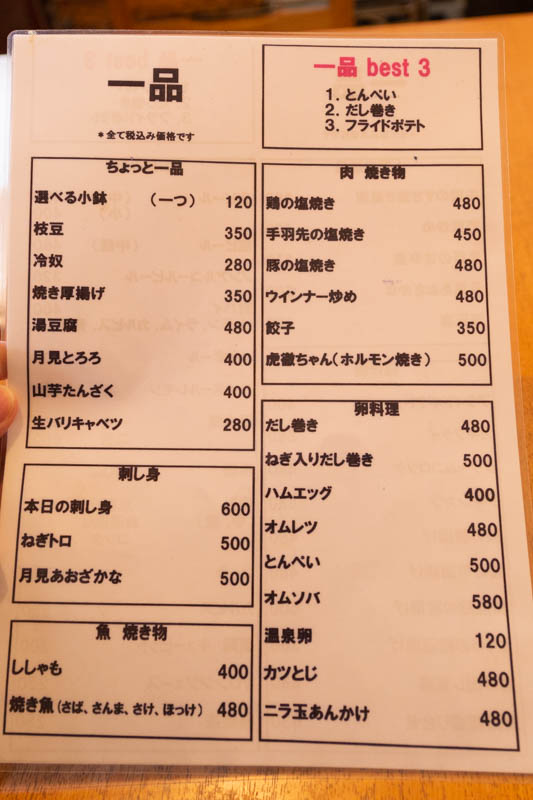 一品
*全て税込み価格です
一品 best 3
1. とんぺい
2. だし巻き
3. フライドポテト
ちょっと一品
選べる小鉢 (一つ) 120
枝豆 350
冷奴 280
焼き厚揚げ 350
湯豆腐 480
月見とろろ 400
山芋たんざく 400
生バリキャベツ 280
刺し身
本日の刺し身 600
ねぎトロ 500
月見あおざかな 500
魚 焼き物
ししゃも 400
焼き魚(さば、さんま、さけ、ほっけ) 480
肉 焼き物
鶏の塩焼き 480
手羽先の塩焼き 450
豚の塩焼き 480
ウインナー炒め 480
餃子 350
虎徹ちゃん(ホルモン焼き) 500
卵料理
だし巻き 480
ねぎ入りだし巻き 500
ハムエッグ 400
オムレツ 480
とんぺい 500
オムソバ 580
温泉卵 120
カツとじ 480
ニラ玉あんかけ 480